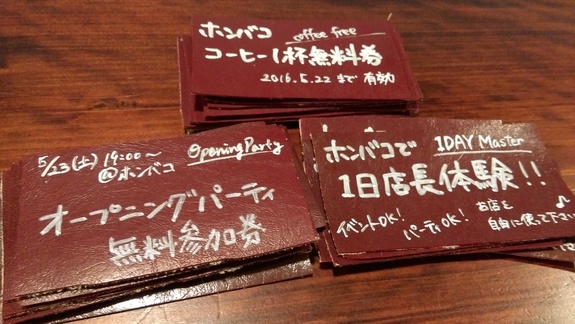 ホンバコ coffee free
コーヒー1杯無料券
2016.5.22まで有効
5/23(土) 19:00~
@ホンバコ
Opening Party
オープニングパーティ
無料参加券
ホンバコで 1DAY Master
1日店長体験!!
イベントOK! パーティOK!
お店を
自由に使って下さい♪